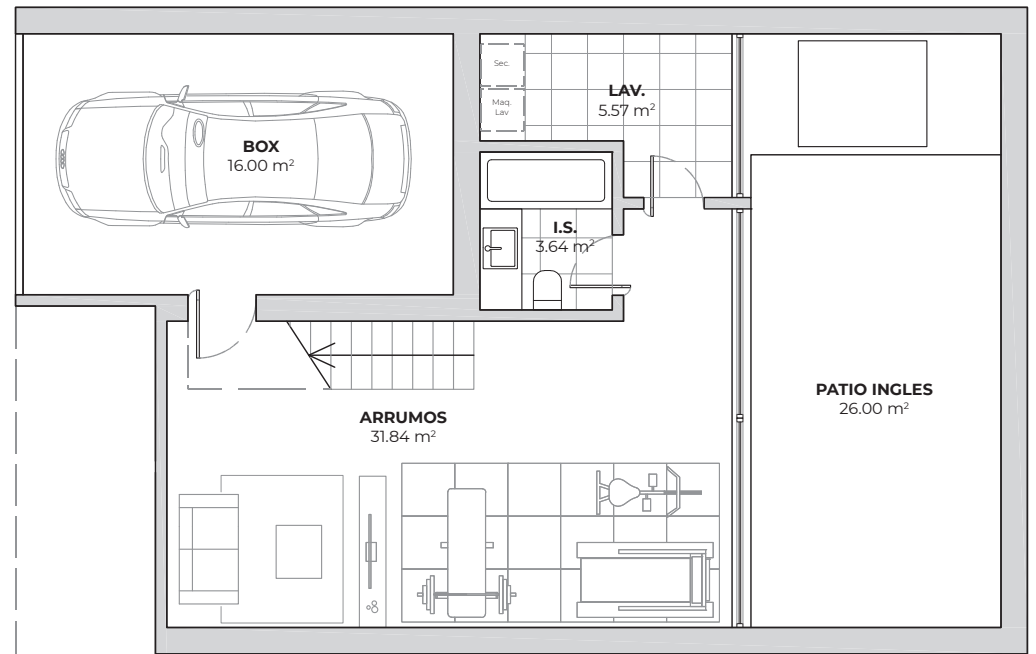 Sec.
Maq.
Lav
LAV.
5.57 m²
BOX
16.00 m²
I.S.
3.64 m²
PATIO INGLES
26.00 m²
ARRUMOS
31.84 m²